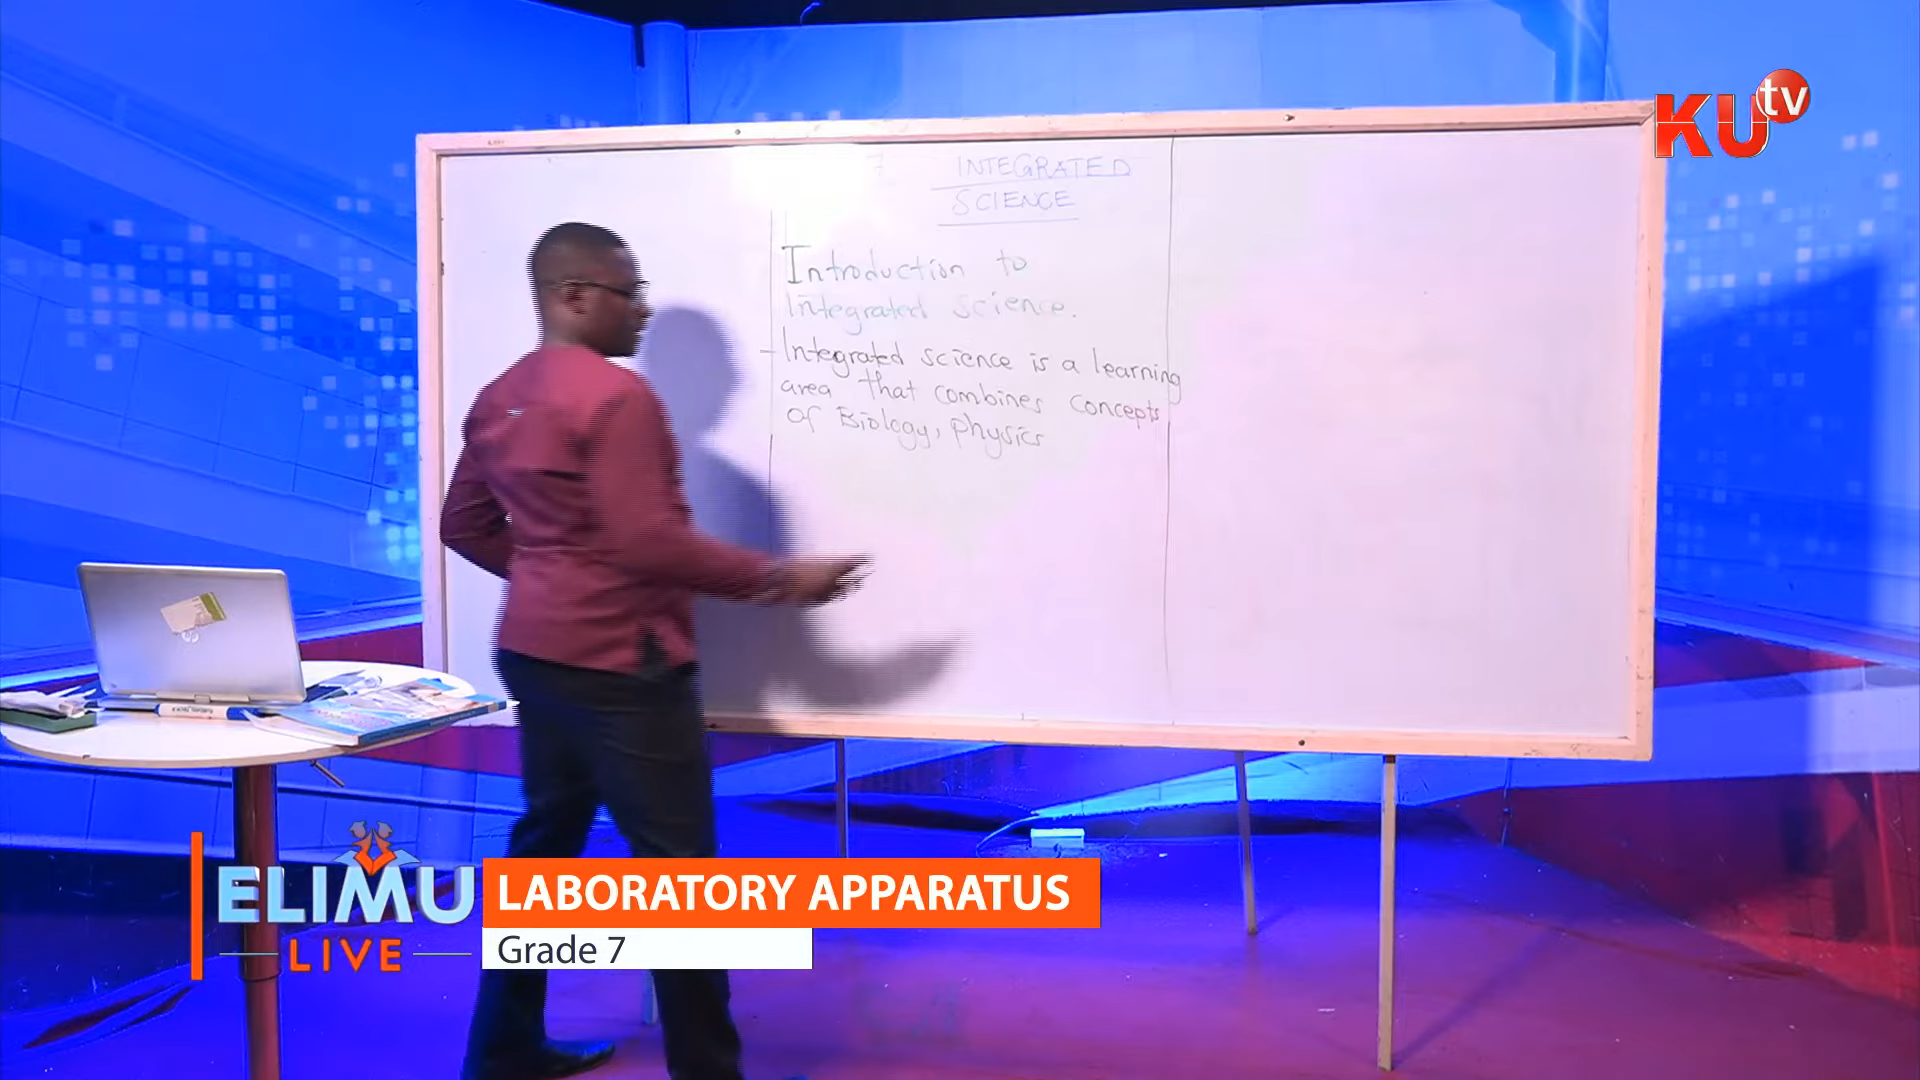 KU tv
7 INTEGRATED
SCIENCE
Introduction to
Integrated science.
Integrated science is a learning
area that combines concepts
of Biology, physics
ELIMU
LIVE
LABORATORY APPARATUS
Grade 7